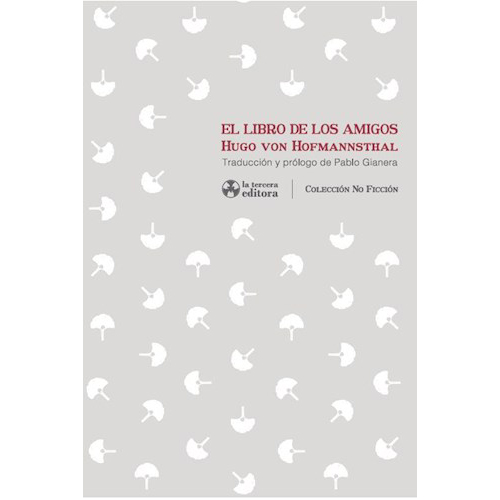 EL LIBRO DE LOS AMIGOS
HUGO VON HOFMANNSTHAL
Traducción y prólogo de Pablo Gianera
la tercera
editora
COLECCIÓN NO FICCIÓN